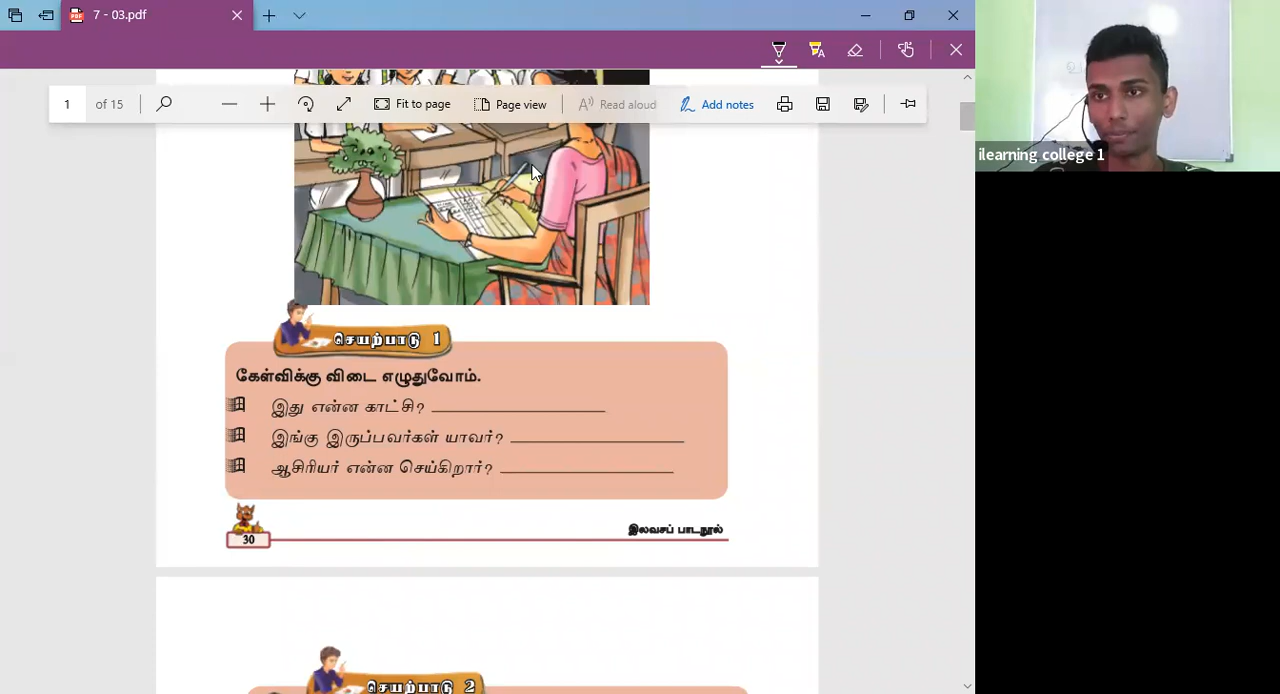 7 - 03.pdf
1 of 15 Fit to page Page view Read aloud Add notes
ilearning college 1
செயற்பாடு 1
கேள்விக்கு விடை எழுதுவோம்.
இது என்ன காட்சி?
இங்கு இருப்பவர்கள் யாவர்?
ஆசிரியர் என்ன செய்கிறார்?
30 இலவசப் பாடநூல்
செயற்பாடு 2